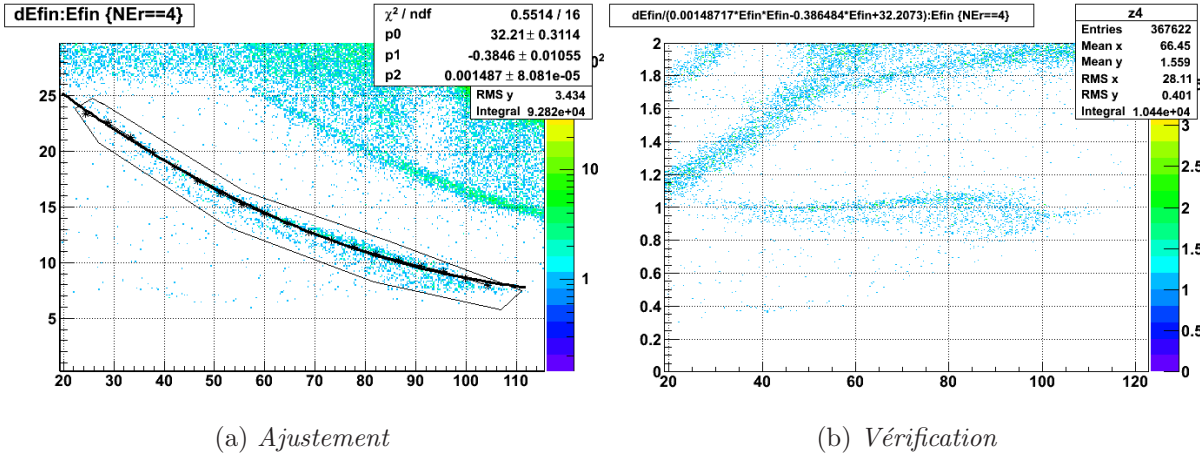 dEfin:Efin {NEr==4}
χ² / ndf 0.5514 / 16
p0 32.21 ± 0.3114
p1 -0.3846 ± 0.01055
p2 0.001487 ± 8.081e-05
RMS y 3.434
Integral 9.282e+04
25
20
15
10
5
20 30 40 50 60 70 80 90 100 110
10
1
(a) Ajustement
dEfin/(0.00148717*Efin*Efin-0.386484*Efin+32.2073):Efin {NEr==4}
z4
Entries 367622
Mean x 66.45
Mean y 1.559
RMS x 28.11
RMS y 0.401
Integral 1.044e+04
2
1.8
1.6
1.4
1.2
1
0.8
0.6
0.4
0.2
0
20 40 60 80 100 120
3
2
1
0
(b) Vérification